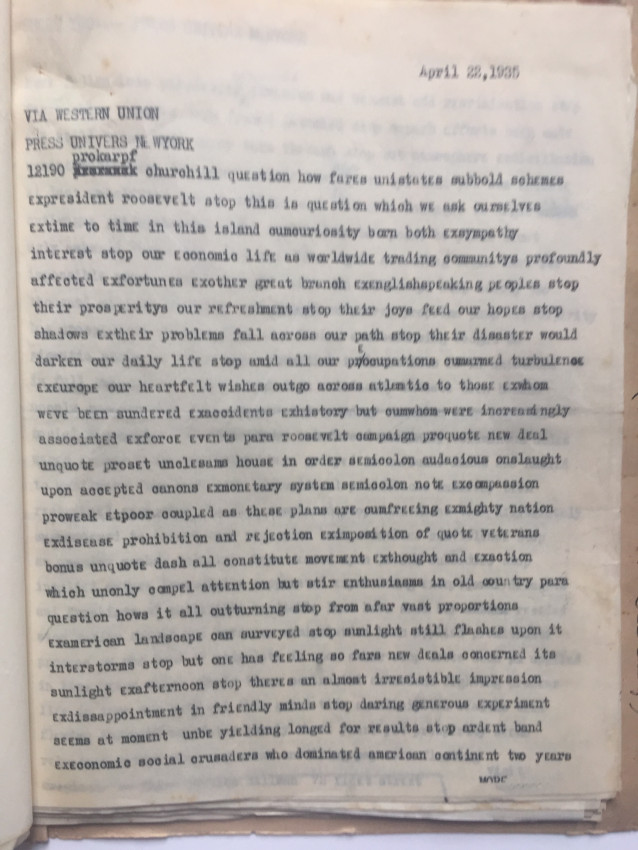 April 22,1935
VIA WESTERN UNION
PRESS UNIVERS NEWYORK
prokarpf
12190 churchill question how fares unistates subbold schemes
expresident roosevelt stop this is question which we ask ourselves
extime to time in this island cumcuriosity born both exsympathy
interest stop our economic life as worldwide trading communitys profoundly
affected exfortunes exother great branch exenglishspeaking peoples stop
their prosperitys our refreshment stop their joys feed our hopes stop
shadows extheir problems fall across our path stop their disaster would
darken our daily life stop amid all our preocupations cumarmed turbulence
exeurope our heartfelt wishes outgo across atlantic to those exwhom
weve been sundered exaccidents exhistory but cumwhom were increasingly
associated exforce events para roosevelt campaign proquote new deal
unquote proset unclesams house in order semicolon audacious onslaught
upon accepted canons exmonetary system semicolon note excompassion
proweak etpoor coupled as these plans are cumfreeing exmighty nation
exdisease prohibition and rejection eximposition of quote veterans
bonus unquote dash all constitute movement exthought and exaction
which unonly compel attention but stir enthusiasms in old country para
question hows it all outturning stop from afar vast proportions
examerican landscape can surveyed stop sunlight still flashes upon it
interstorms stop but one has feeling so fars new deals concerned its
sunlight exafternoon stop theres an almost irresistible impression
exdissappointment in friendly minds stop daring generous experiment
seems at moment unbe yielding longed for results stop ardent band
execonomic social crusaders who dominated american continent two years
more